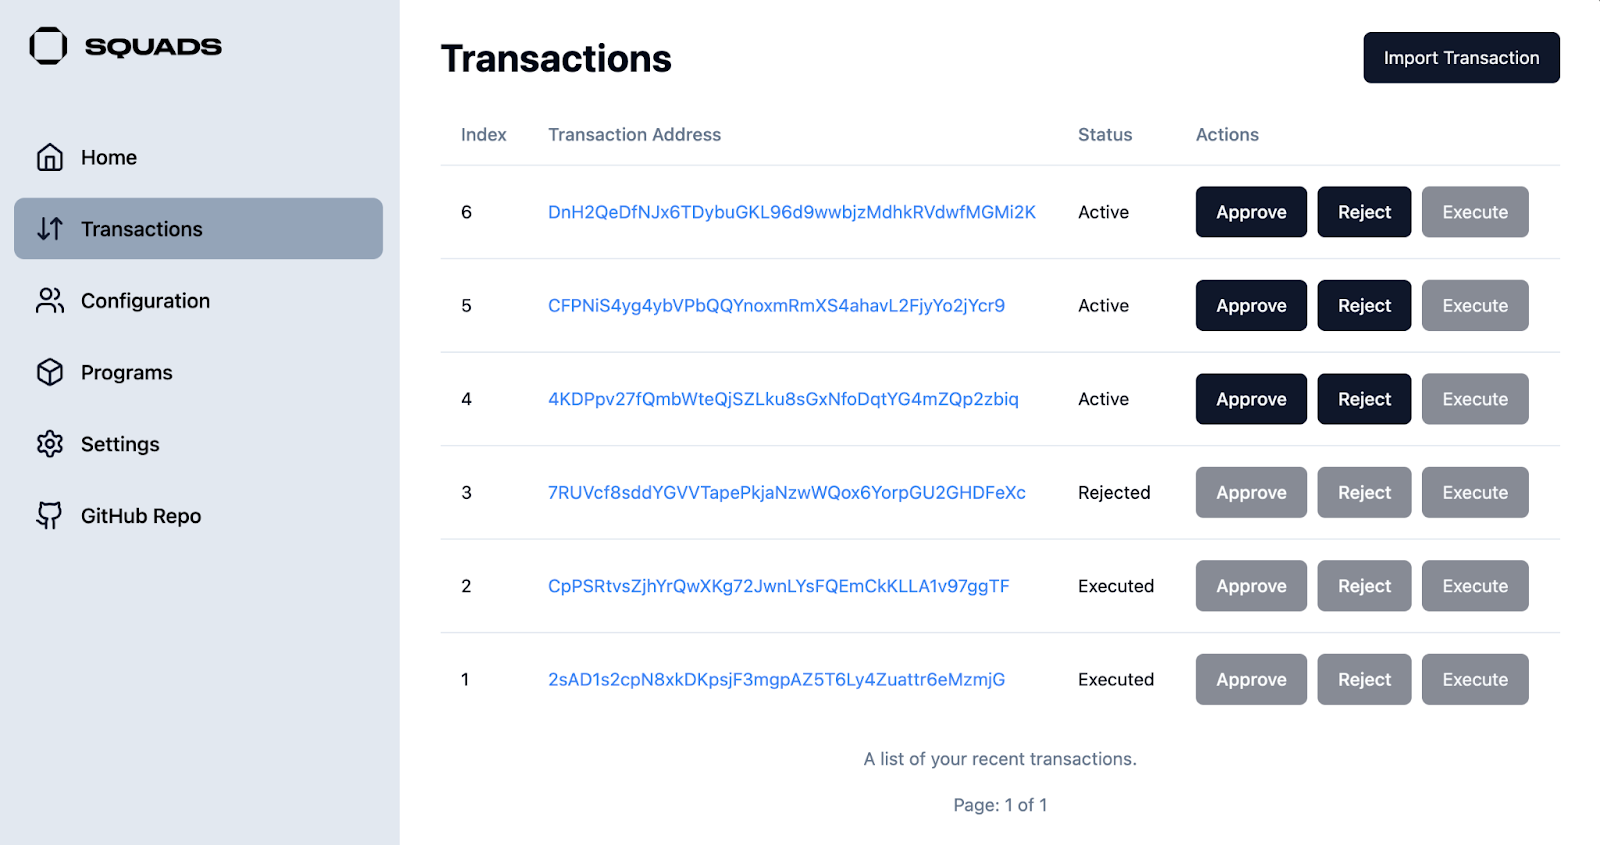 SQUADS
Home
Transactions
Configuration
Programs
Settings
GitHub Repo
Transactions
Import Transaction
Index Transaction Address Status Actions
6 DnH2QeDfNJx6TDybuGKL96d9wwbjzMdhkRVdwfMGMi2K Active Approve Reject Execute
5 CFPNiS4yg4ybVPbQQYnoxmRmXS4ahavL2FjyYo2jYcr9 Active Approve Reject Execute
4 4KDPpv27fQmbWteQjSZLku8sGxNfoDqtYG4mZQp2zbiq Active Approve Reject Execute
3 7RUVcf8sddYGVVTapePkjaNzwWQox6YorpGU2GHDFeXc Rejected Approve Reject Execute
2 CpPSRtvsZjhYrQwXKg72JwnLYsFQEmCkKLLA1v97ggTF Executed Approve Reject Execute
1 2sAD1s2cpN8xkDKpsjF3mgpAZ5T6Ly4Zuattr6eMzmjG Executed Approve Reject Execute
A list of your recent transactions.
Page: 1 of 1